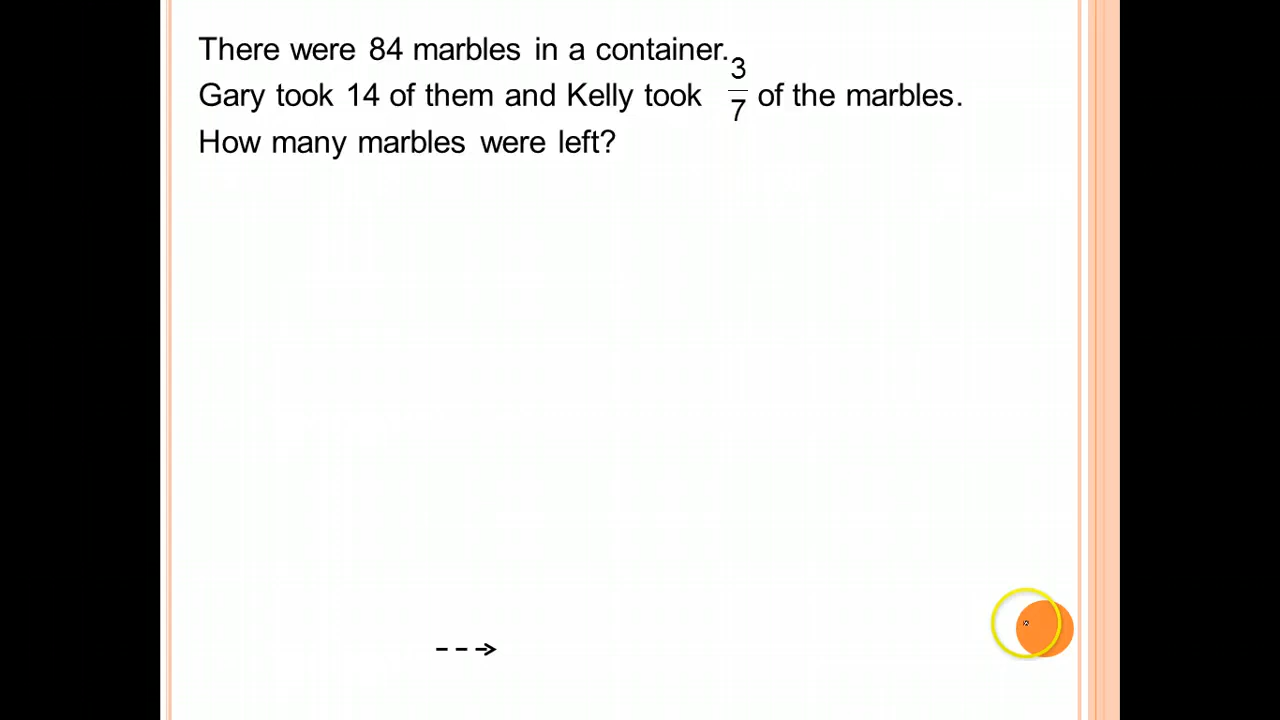 There were 84 marbles in a container.
Gary took 14 of them and Kelly took 3/7 of the marbles.
How many marbles were left?